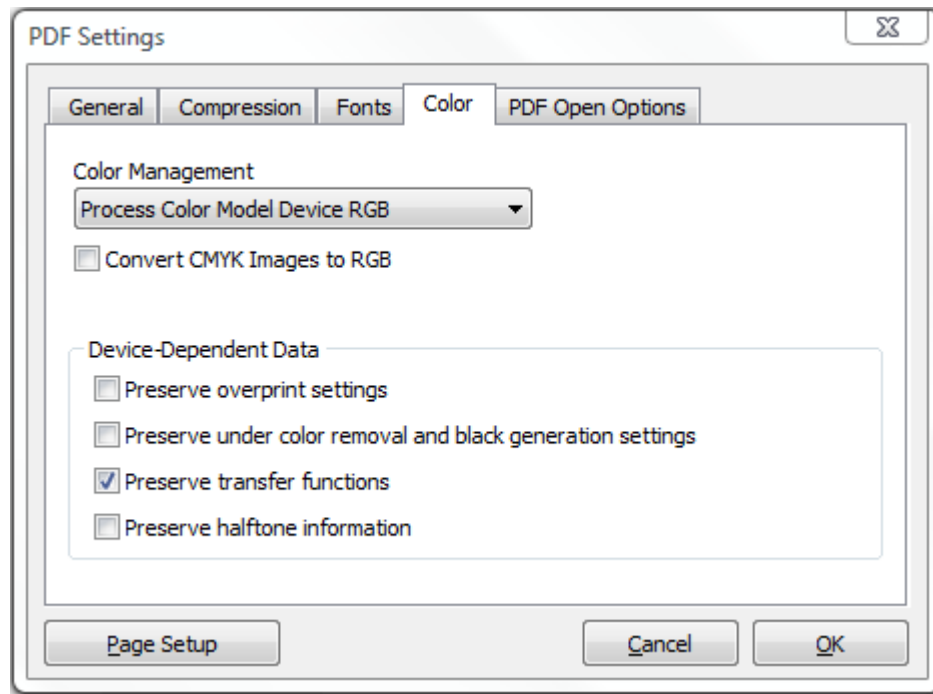 PDF Settings
General Compression Fonts Color PDF Open Options
Color Management
Process Color Model Device RGB
Convert CMYK Images to RGB
Device-Dependent Data
Preserve overprint settings
Preserve under color removal and black generation settings
Preserve transfer functions
Preserve halftone information
Page Setup Cancel OK